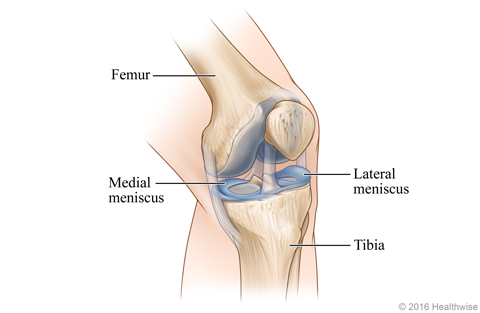 Femur
Medial
meniscus
Lateral
meniscus
Tibia
© 2016 Healthwise